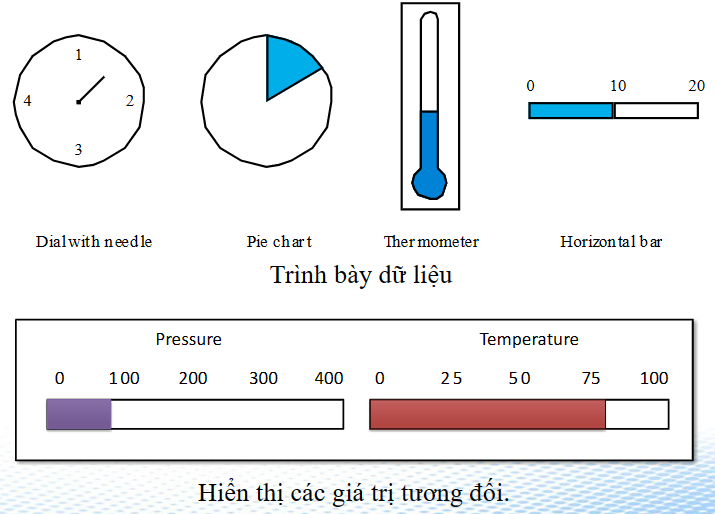 1
4 2
3
0 10 20
Dial with needle Pie chart Thermometer Horizontal bar
Trình bày dữ liệu
Pressure Temperature
0 100 200 300 400 0 25 50 75 100
Hiển thị các giá trị tương đối.